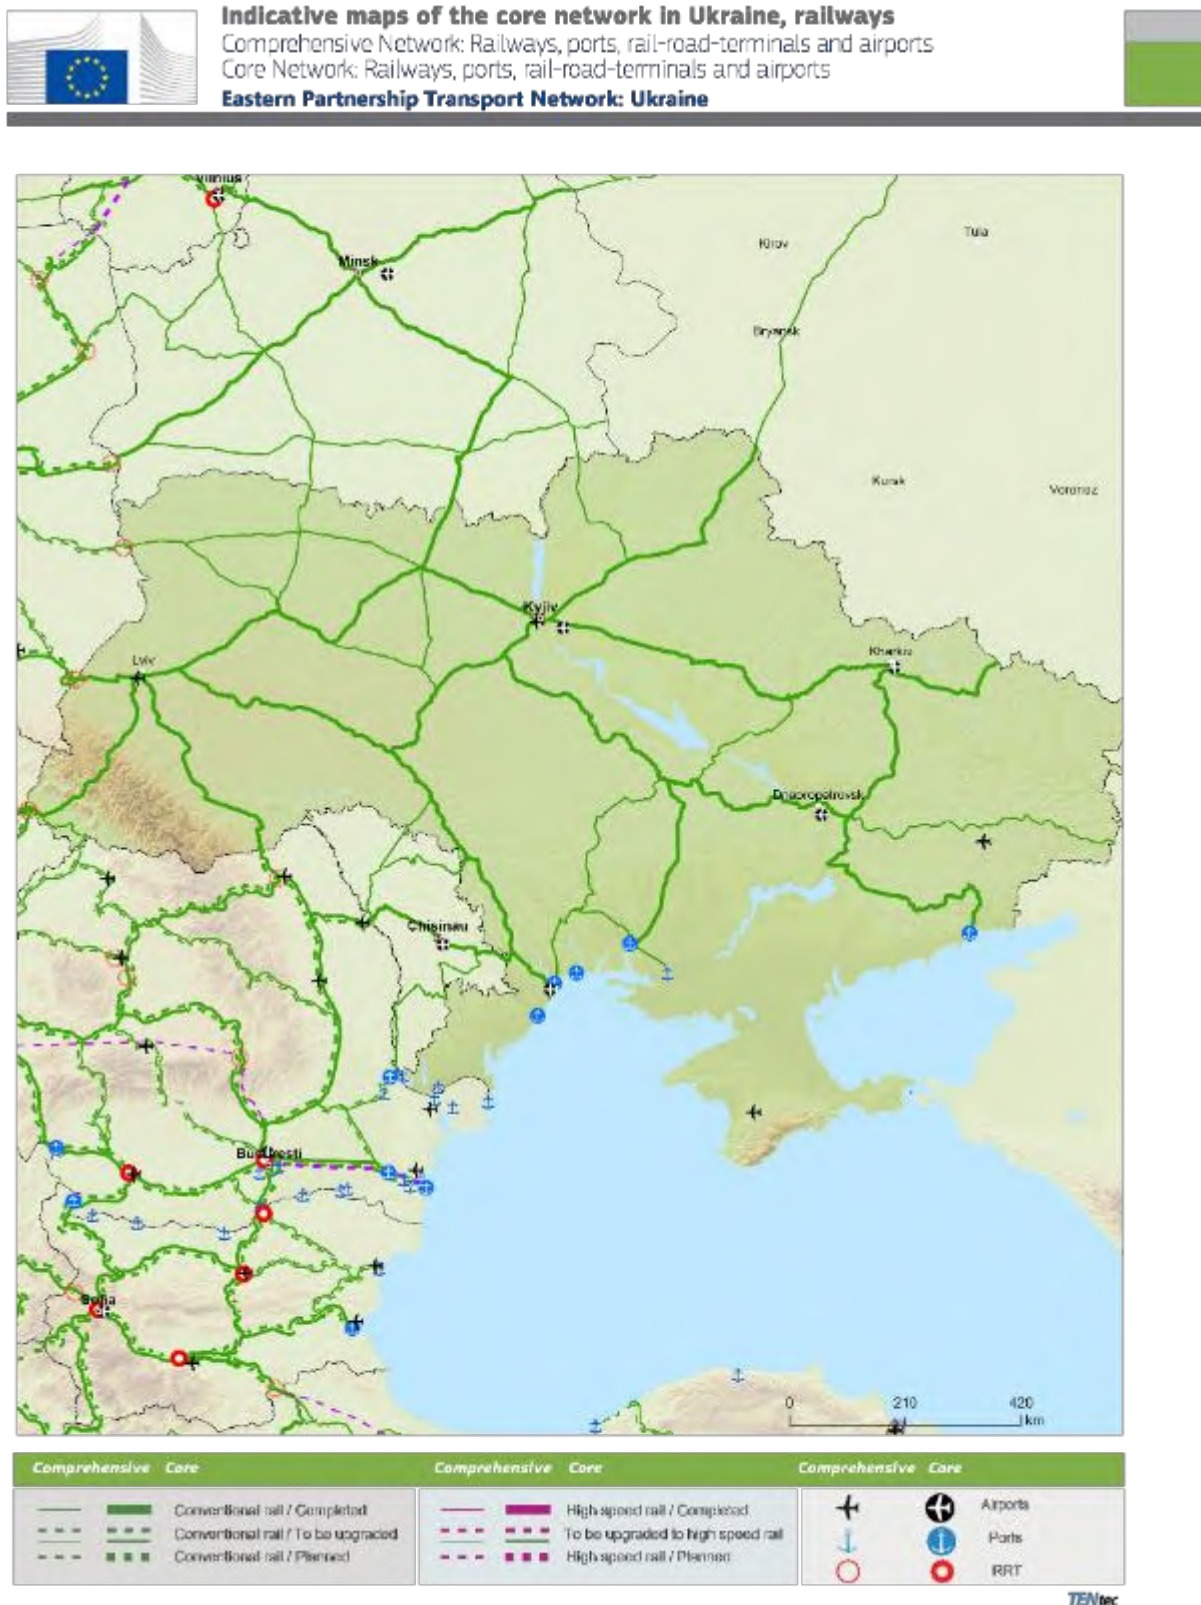 Indicative maps of the core network in Ukraine, railways
Comprehensive Network: Railways, ports, rail-road-terminals and airports
Core Network: Railways, ports, rail-road-terminals and airports
Eastern Partnership Transport Network: Ukraine
Vilnius
Minsk
Kirov
Tula
Bryansk
Kursk
Voronez
Kyjiv
Lviv
Kharkiv
Dnepropetrovsk
Chisinau
Bucuresti
Sofia
0 210 420
km
Comprehensive Core
Comprehensive Core
Comprehensive Core
Conventional rail / Completed
High speed rail / Completed
Airports
Conventional rail / To be upgraded
To be upgraded to high speed rail
Ports
Conventional rail / Planned
High speed rail / Planned
RRT
TENtec